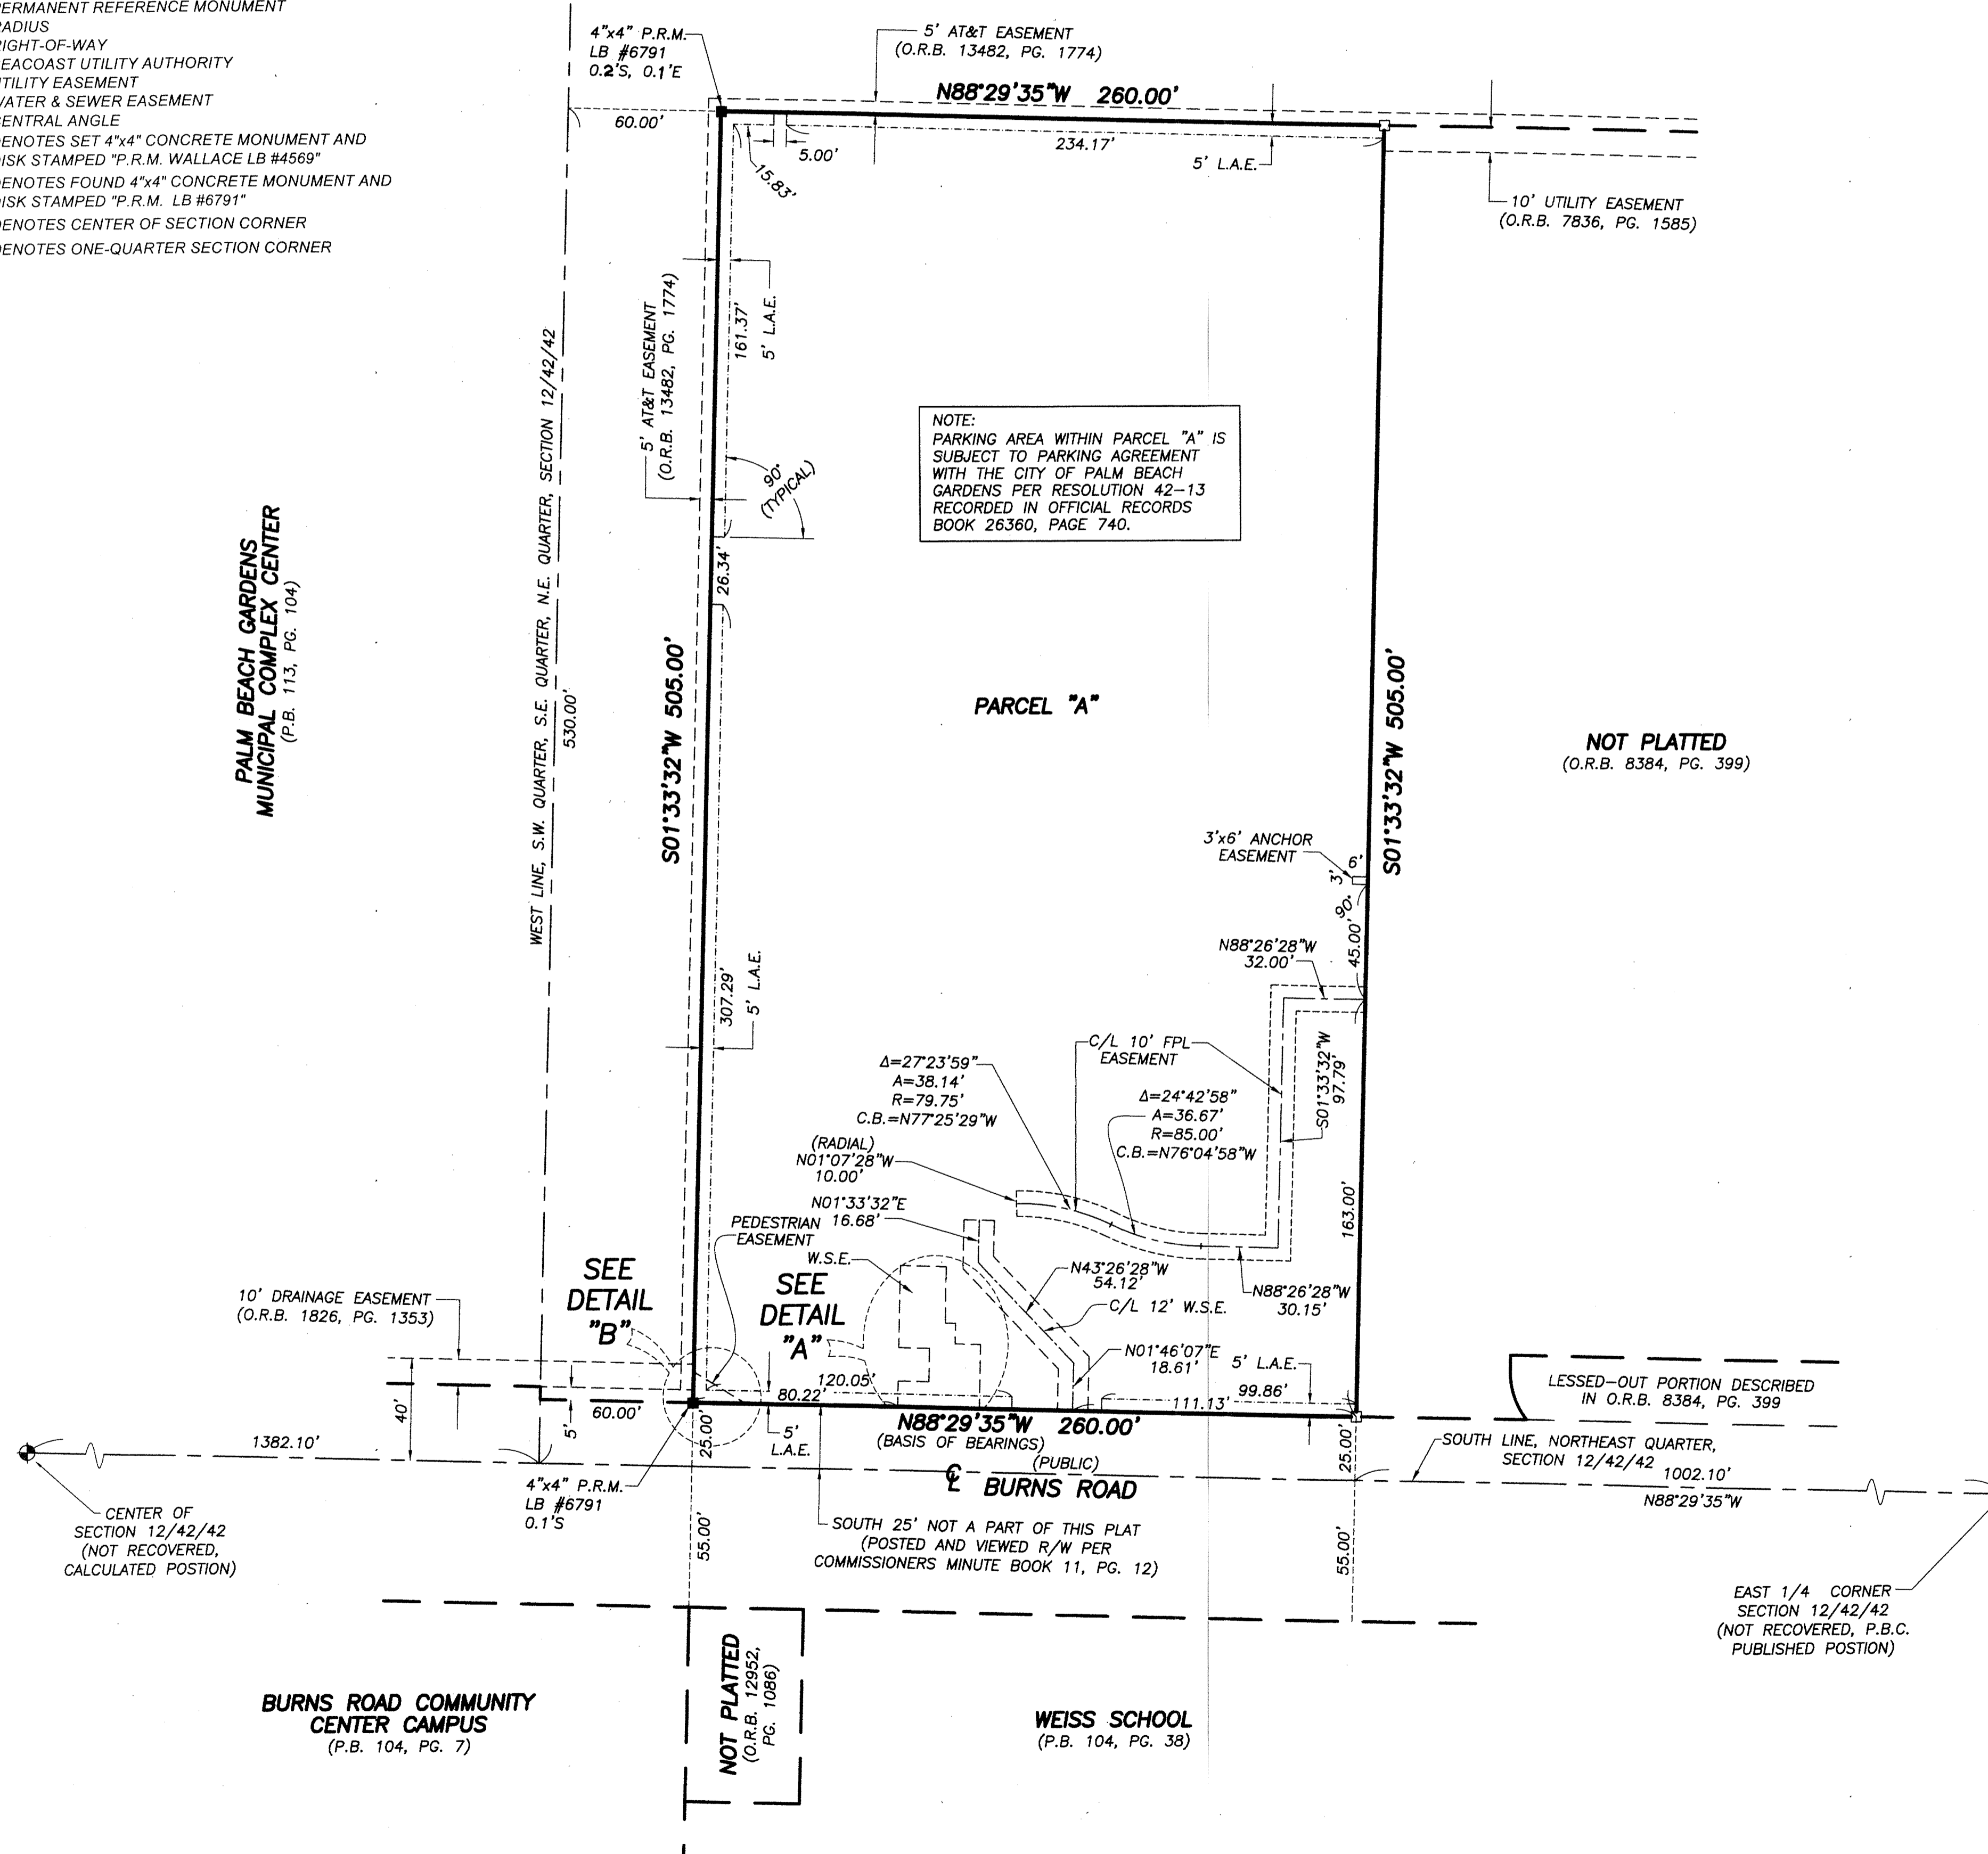 PERMANENT REFERENCE MONUMENT
RADIUS
RIGHT-OF-WAY
SEACOAST UTILITY AUTHORITY
UTILITY EASEMENT
WATER & SEWER EASEMENT
CENTRAL ANGLE
DENOTES SET 4"x4" CONCRETE MONUMENT AND
DISK STAMPED "P.R.M. WALLACE LB #4569"
DENOTES FOUND 4"x4" CONCRETE MONUMENT AND
DISK STAMPED "P.R.M. LB #6791"
DENOTES CENTER OF SECTION CORNER
DENOTES ONE-QUARTER SECTION CORNER
4"x4" P.R.M.
LB #6791
0.2'S, 0.1'E
5' AT&T EASEMENT
(O.R.B. 13482, PG. 1774)
N88°29'35"W 260.00'
60.00'
5.00'
15.83'
234.17'
5' L.A.E.
10' UTILITY EASEMENT
(O.R.B. 7836, PG. 1585)
5' AT&T EASEMENT
(O.R.B. 13482, PG. 1774)
161.37'
5' L.A.E.
90°
(TYPICAL)
26.34'
NOTE:
PARKING AREA WITHIN PARCEL "A" IS
SUBJECT TO PARKING AGREEMENT
WITH THE CITY OF PALM BEACH
GARDENS PER RESOLUTION 42-13
RECORDED IN OFFICIAL RECORDS
BOOK 26360, PAGE 740.
PALM BEACH GARDENS
MUNICIPAL COMPLEX CENTER
(P.B. 113, PG. 104)
WEST LINE, S.W. QUARTER, S.E. QUARTER, N.E. QUARTER, SECTION 12/42/42
530.00'
S01°33'32"W 505.00'
PARCEL "A"
S01°33'32"W 505.00'
NOT PLATTED
(O.R.B. 8384, PG. 399)
3'x6' ANCHOR
EASEMENT
6'
3'
90°
45.00'
N88°26'28"W
32.00'
307.29'
5' L.A.E.
C/L 10' FPL
EASEMENT
S01°33'32"W
97.79'
Δ=27°23'59"
A=38.14'
R=79.75'
C.B.=N77°25'29"W
Δ=24°42'58"
A=36.67'
R=85.00'
C.B.=N76°04'58"W
(RADIAL)
N01°07'28"W
10.00'
N01°33'32"E
16.68'
PEDESTRIAN
EASEMENT
W.S.E.
163.00'
SEE
DETAIL
"B"
SEE
DETAIL
"A"
N43°26'28"W
54.12'
C/L 12' W.S.E.
N88°26'28"W
30.15'
N01°46'07"E
18.61'
5' L.A.E.
10' DRAINAGE EASEMENT
(O.R.B. 1826, PG. 1353)
40'
5'
60.00'
120.05'
80.22'
99.86'
111.13'
LESSED-OUT PORTION DESCRIBED
IN O.R.B. 8384, PG. 399
N88°29'35"W 260.00'
(BASIS OF BEARINGS)
(PUBLIC)
℄ BURNS ROAD
25.00'
5'
L.A.E.
25.00'
1382.10'
SOUTH LINE, NORTHEAST QUARTER,
SECTION 12/42/42
1002.10'
N88°29'35"W
4"x4" P.R.M.
LB #6791
0.1'S
CENTER OF
SECTION 12/42/42
(NOT RECOVERED,
CALCULATED POSTION)
55.00'
SOUTH 25' NOT A PART OF THIS PLAT
(POSTED AND VIEWED R/W PER
COMMISSIONERS MINUTE BOOK 11, PG. 12)
55.00'
EAST 1/4 CORNER
SECTION 12/42/42
(NOT RECOVERED, P.B.C.
PUBLISHED POSTION)
NOT PLATTED
(O.R.B. 12952,
PG. 1086)
BURNS ROAD COMMUNITY
CENTER CAMPUS
(P.B. 104, PG. 7)
WEISS SCHOOL
(P.B. 104, PG. 38)